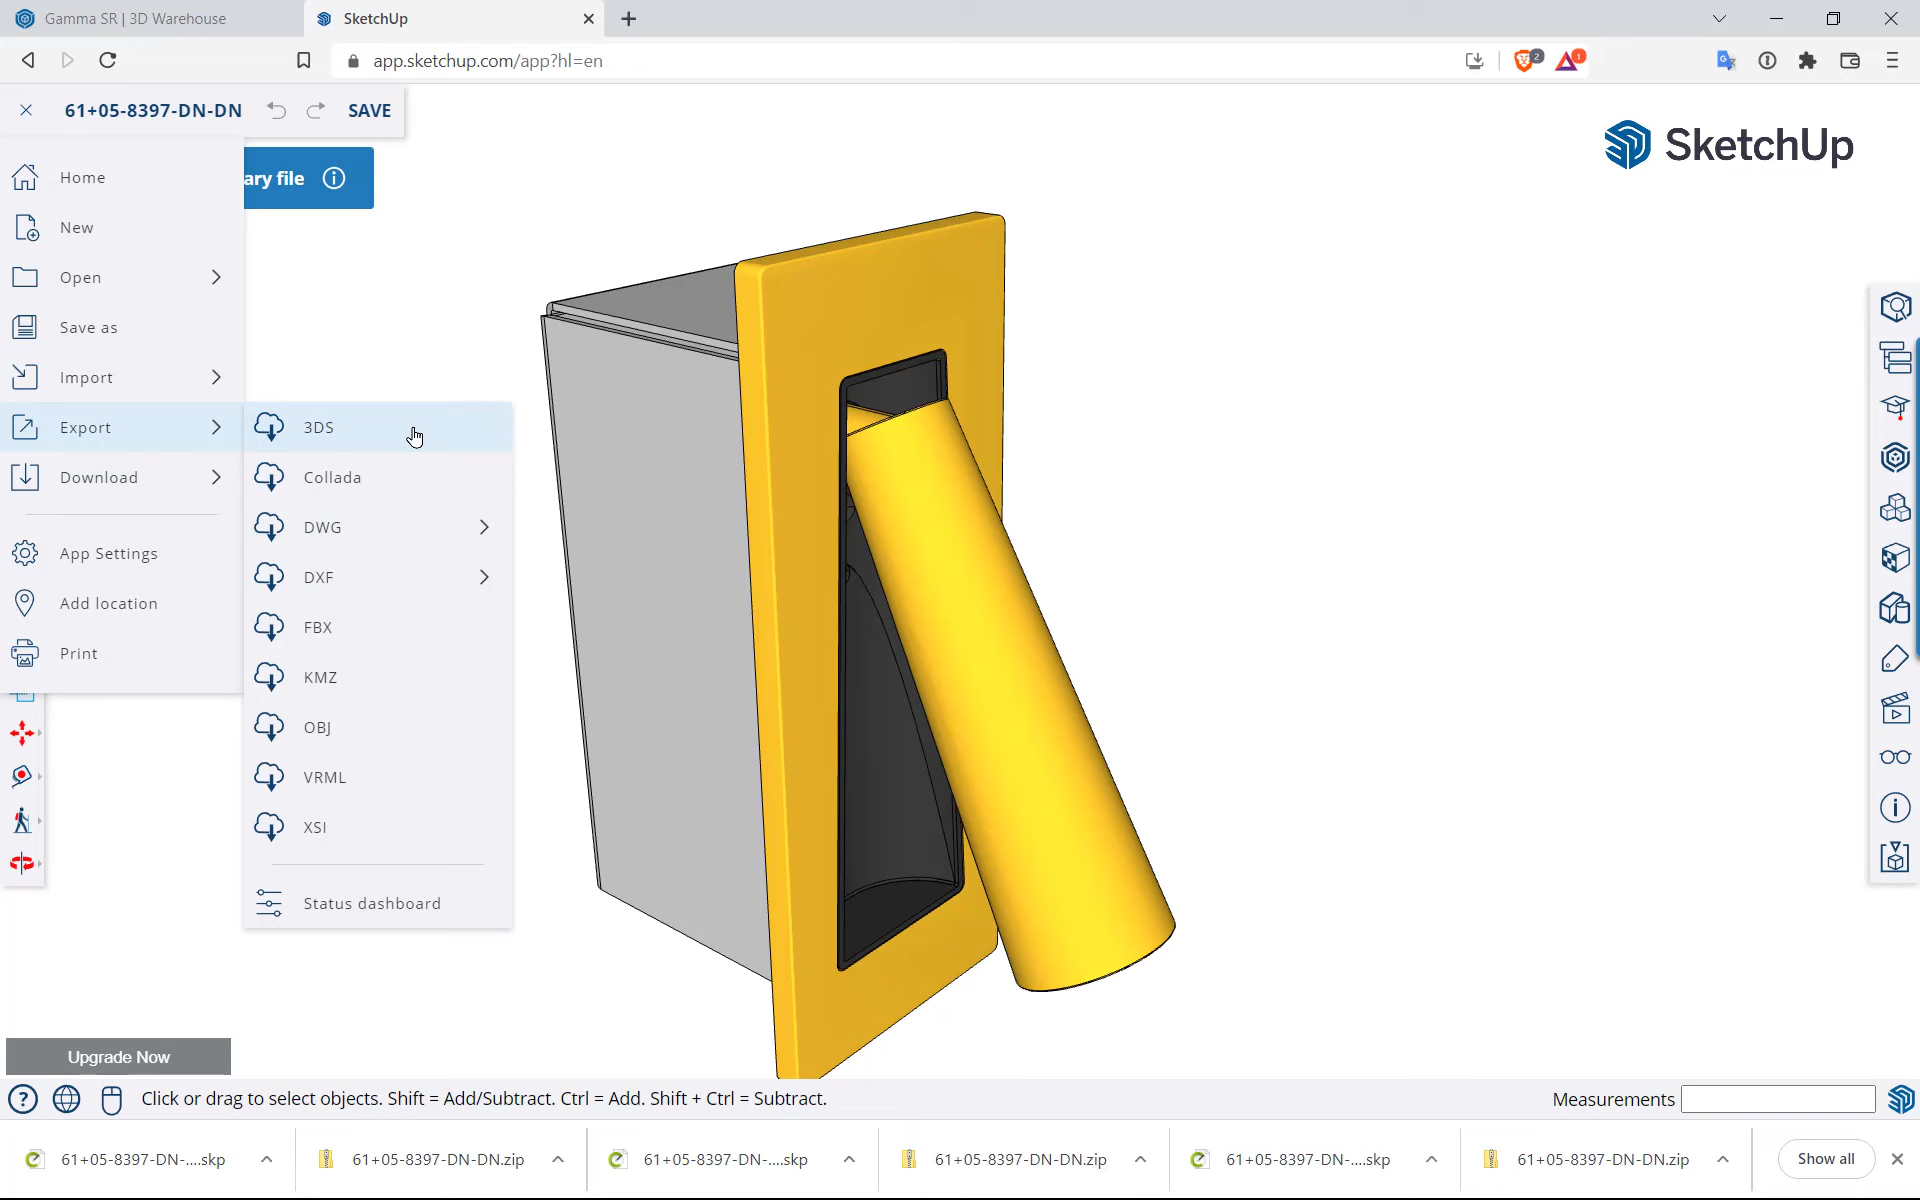 Gamma SR | 3D Warehouse
SketchUp
app.sketchup.com/app?hl=en
2
1
61+05-8397-DN-DN
SAVE
ary file
SketchUp
Home
New
Open
Save as
Import
Export
Download
App Settings
Add location
Print
3DS
Collada
DWG
DXF
FBX
KMZ
OBJ
VRML
XSI
Status dashboard
Upgrade Now
Click or drag to select objects. Shift = Add/Subtract. Ctrl = Add. Shift + Ctrl = Subtract.
Measurements
61+05-8397-DN-....skp
61+05-8397-DN-DN.zip
61+05-8397-DN-....skp
61+05-8397-DN-DN.zip
61+05-8397-DN-....skp
61+05-8397-DN-DN.zip
Show all